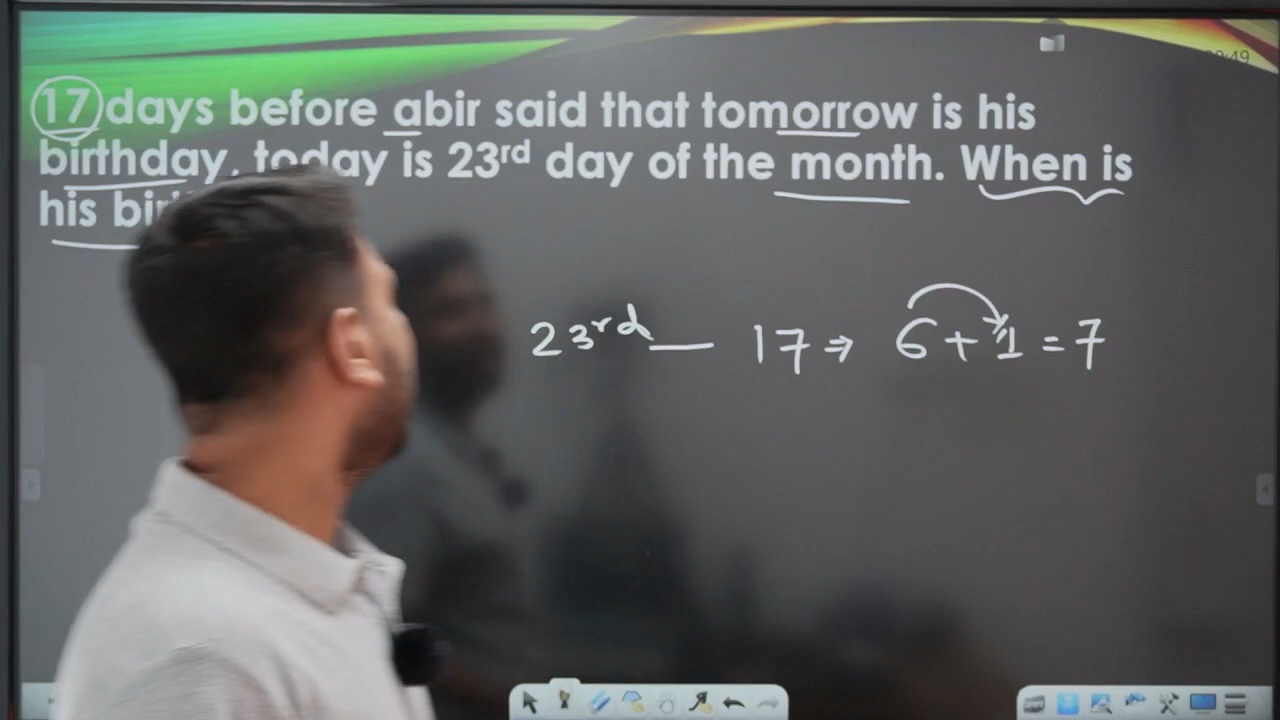 17 days before abir said that tomorrow is his
birthday, today is 23rd day of the month. When is
his
23rd — 17 ⇒ 6 + 1 = 7